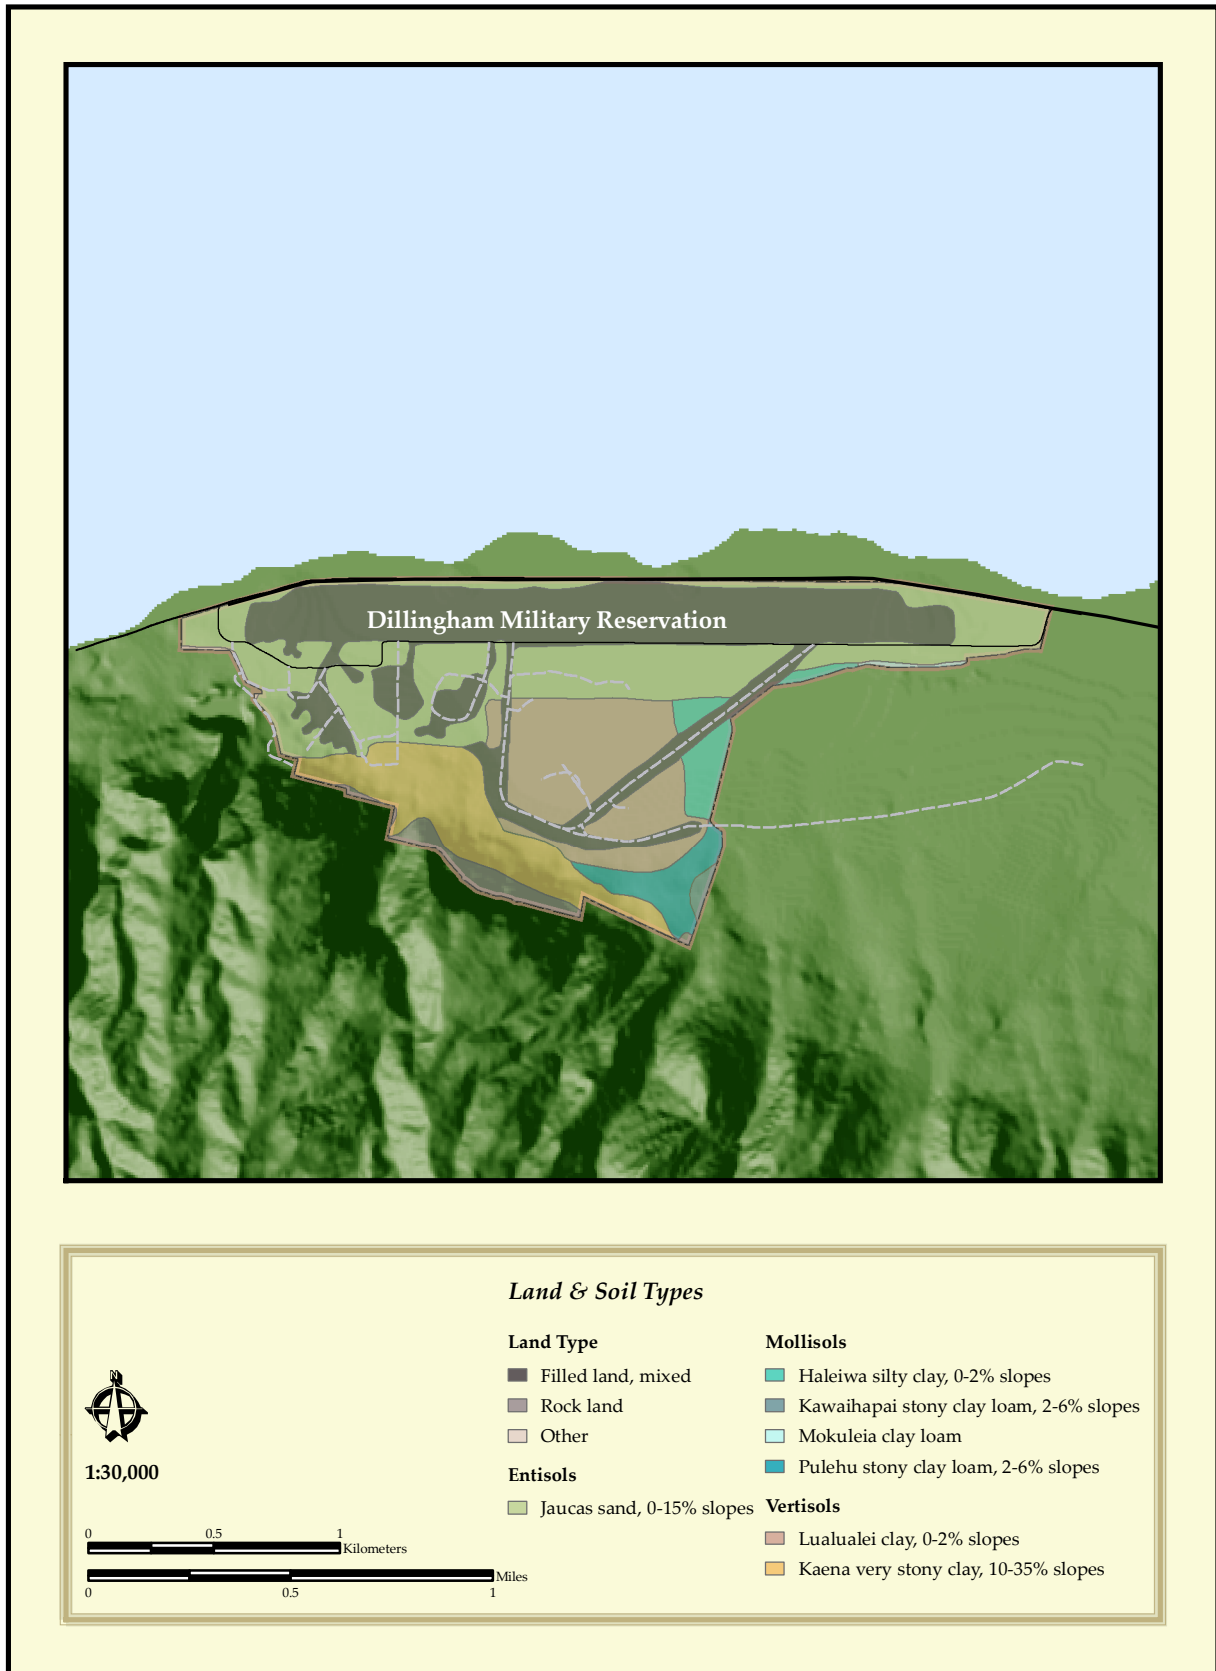 Dillingham Military Reservation
Land & Soil Types
Land Type
Filled land, mixed
Rock land
Other
Entisols
Jaucas sand, 0-15% slopes
Mollisols
Haleiwa silty clay, 0-2% slopes
Kawaihapai stony clay loam, 2-6% slopes
Mokuleia clay loam
Pulehu stony clay loam, 2-6% slopes
Vertisols
Lualualei clay, 0-2% slopes
Kaena very stony clay, 10-35% slopes
N
1:30,000
0 0.5 1
Kilometers
Miles
0 0.5 1